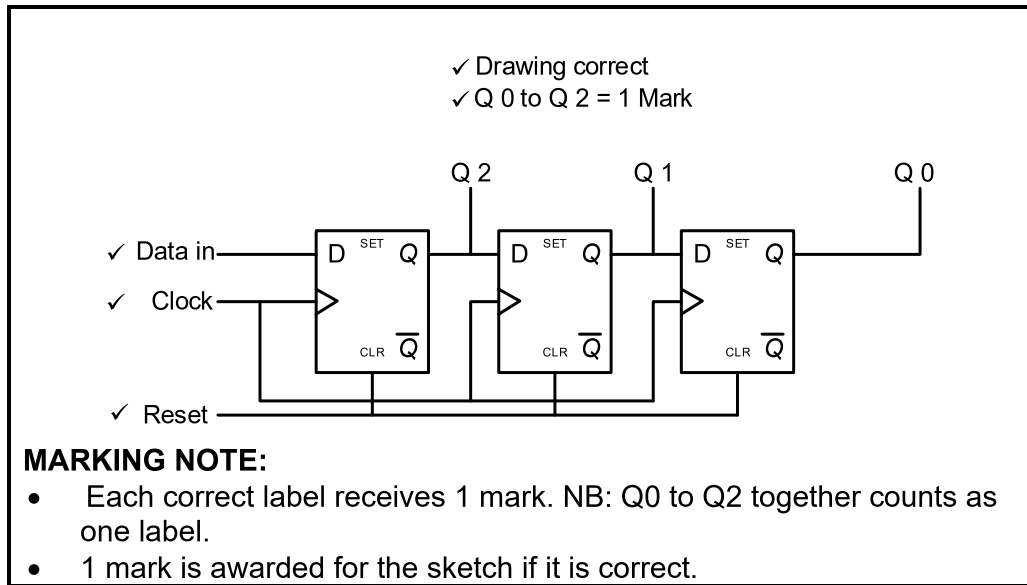 ✓ Drawing correct
✓ Q 0 to Q 2 = 1 Mark
Q 2 Q 1 Q 0
✓ Data in D SET Q D SET Q D SET Q
✓ Clock
CLR Q̅ CLR Q̅ CLR Q̅
✓ Reset
MARKING NOTE:
• Each correct label receives 1 mark. NB: Q0 to Q2 together counts as
one label.
• 1 mark is awarded for the sketch if it is correct.